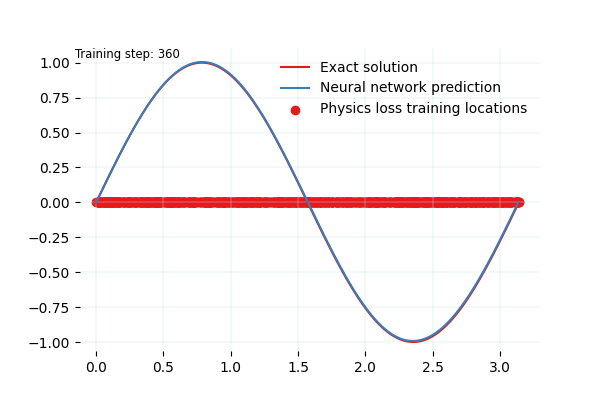 Training step: 360
Exact solution
Neural network prediction
Physics loss training locations
1.00
0.75
0.50
0.25
0.00
−0.25
−0.50
−0.75
−1.00
0.0 0.5 1.0 1.5 2.0 2.5 3.0